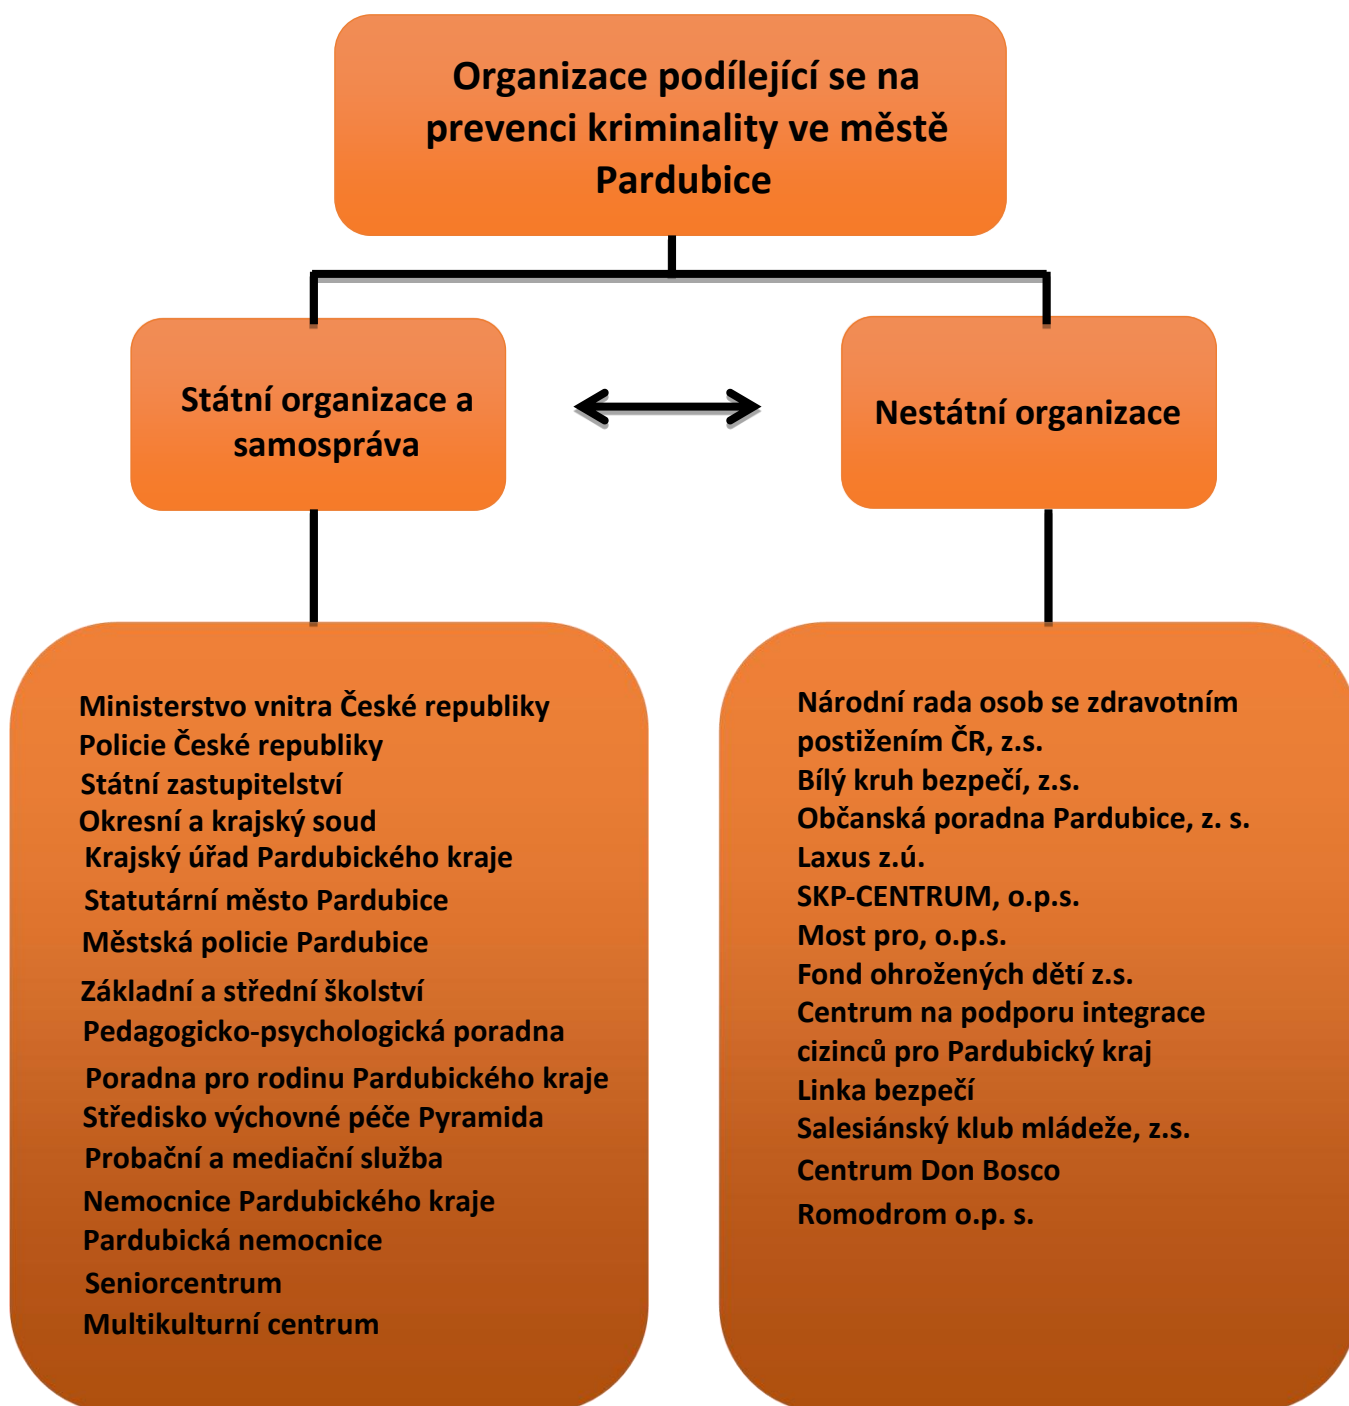 Organizace podílející se na
prevenci kriminality ve městě
Pardubice
Státní organizace a
samospráva
Nestátní organizace
Ministerstvo vnitra České republiky
Policie České republiky
Státní zastupitelství
Okresní a krajský soud
Krajský úřad Pardubického kraje
Statutární město Pardubice
Městská policie Pardubice
Základní a střední školství
Pedagogicko-psychologická poradna
Poradna pro rodinu Pardubického kraje
Středisko výchovné péče Pyramida
Probační a mediační služba
Nemocnice Pardubického kraje
Pardubická nemocnice
Seniorcentrum
Multikulturní centrum
Národní rada osob se zdravotním
postižením ČR, z.s.
Bílý kruh bezpečí, z.s.
Občanská poradna Pardubice, z. s.
Laxus z.ú.
SKP-CENTRUM, o.p.s.
Most pro, o.p.s.
Fond ohrožených dětí z.s.
Centrum na podporu integrace
cizinců pro Pardubický kraj
Linka bezpečí
Salesiánský klub mládeže, z.s.
Centrum Don Bosco
Romodrom o.p. s.